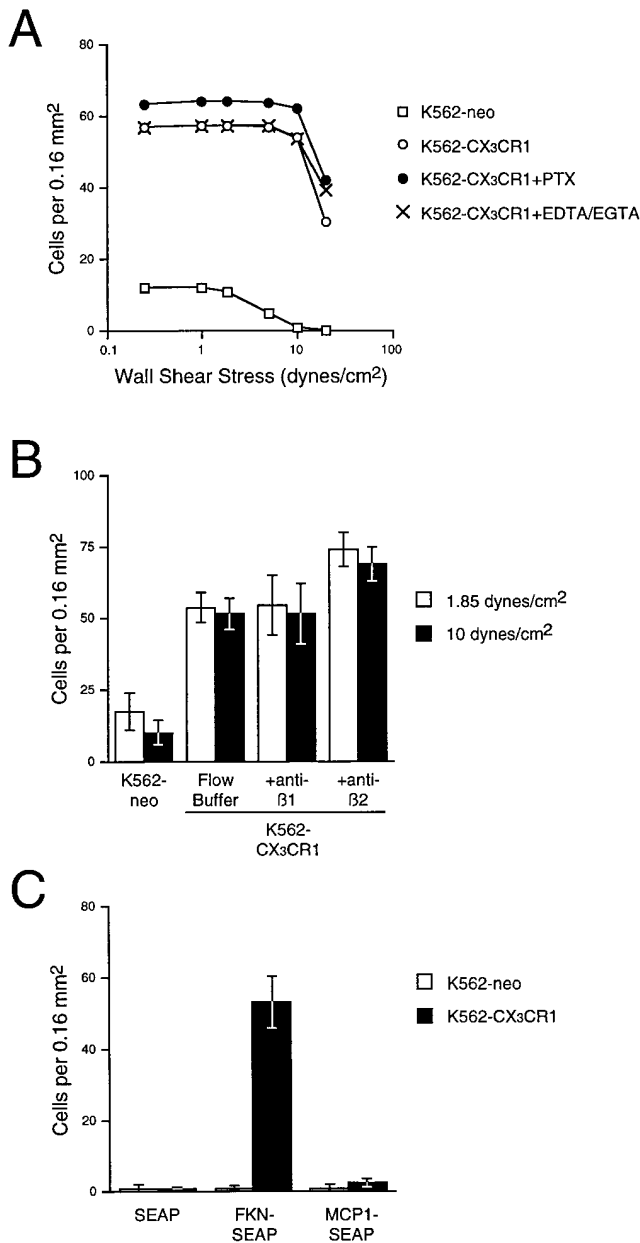 A
80
60
40
20
0
Cells per 0.16 mm2
0.1
1
10
100
Wall Shear Stress (dynes/cm2)
K562-neo
K562-CX3CR1
K562-CX3CR1+PTX
K562-CX3CR1+EDTA/EGTA
B
100
75
50
25
0
Cells per 0.16 mm2
K562-
neo
Flow
Buffer
+anti-
ß1
+anti-
ß2
K562-
CX3CR1
1.85 dynes/cm2
10 dynes/cm2
C
80
60
40
20
0
Cells per 0.16 mm2
SEAP
FKN-
SEAP
MCP1-
SEAP
K562-neo
K562-CX3CR1